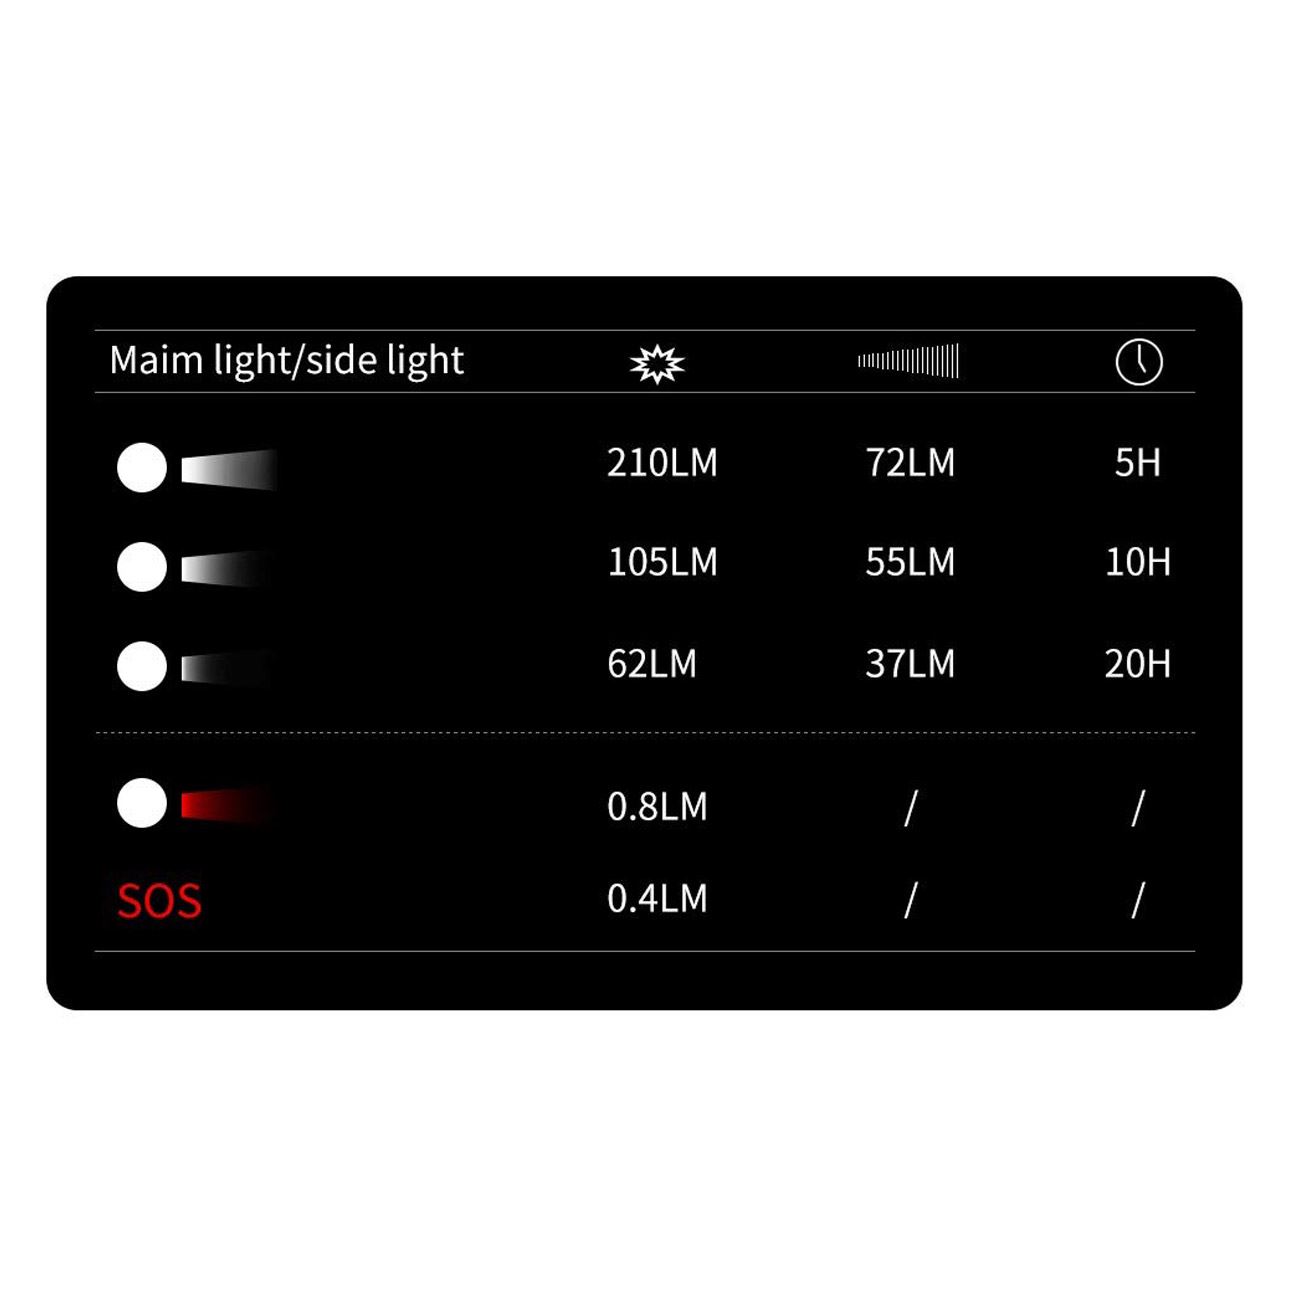 Maim light/side light
210LM 72LM 5H
105LM 55LM 10H
62LM 37LM 20H
0.8LM / /
SOS 0.4LM / /